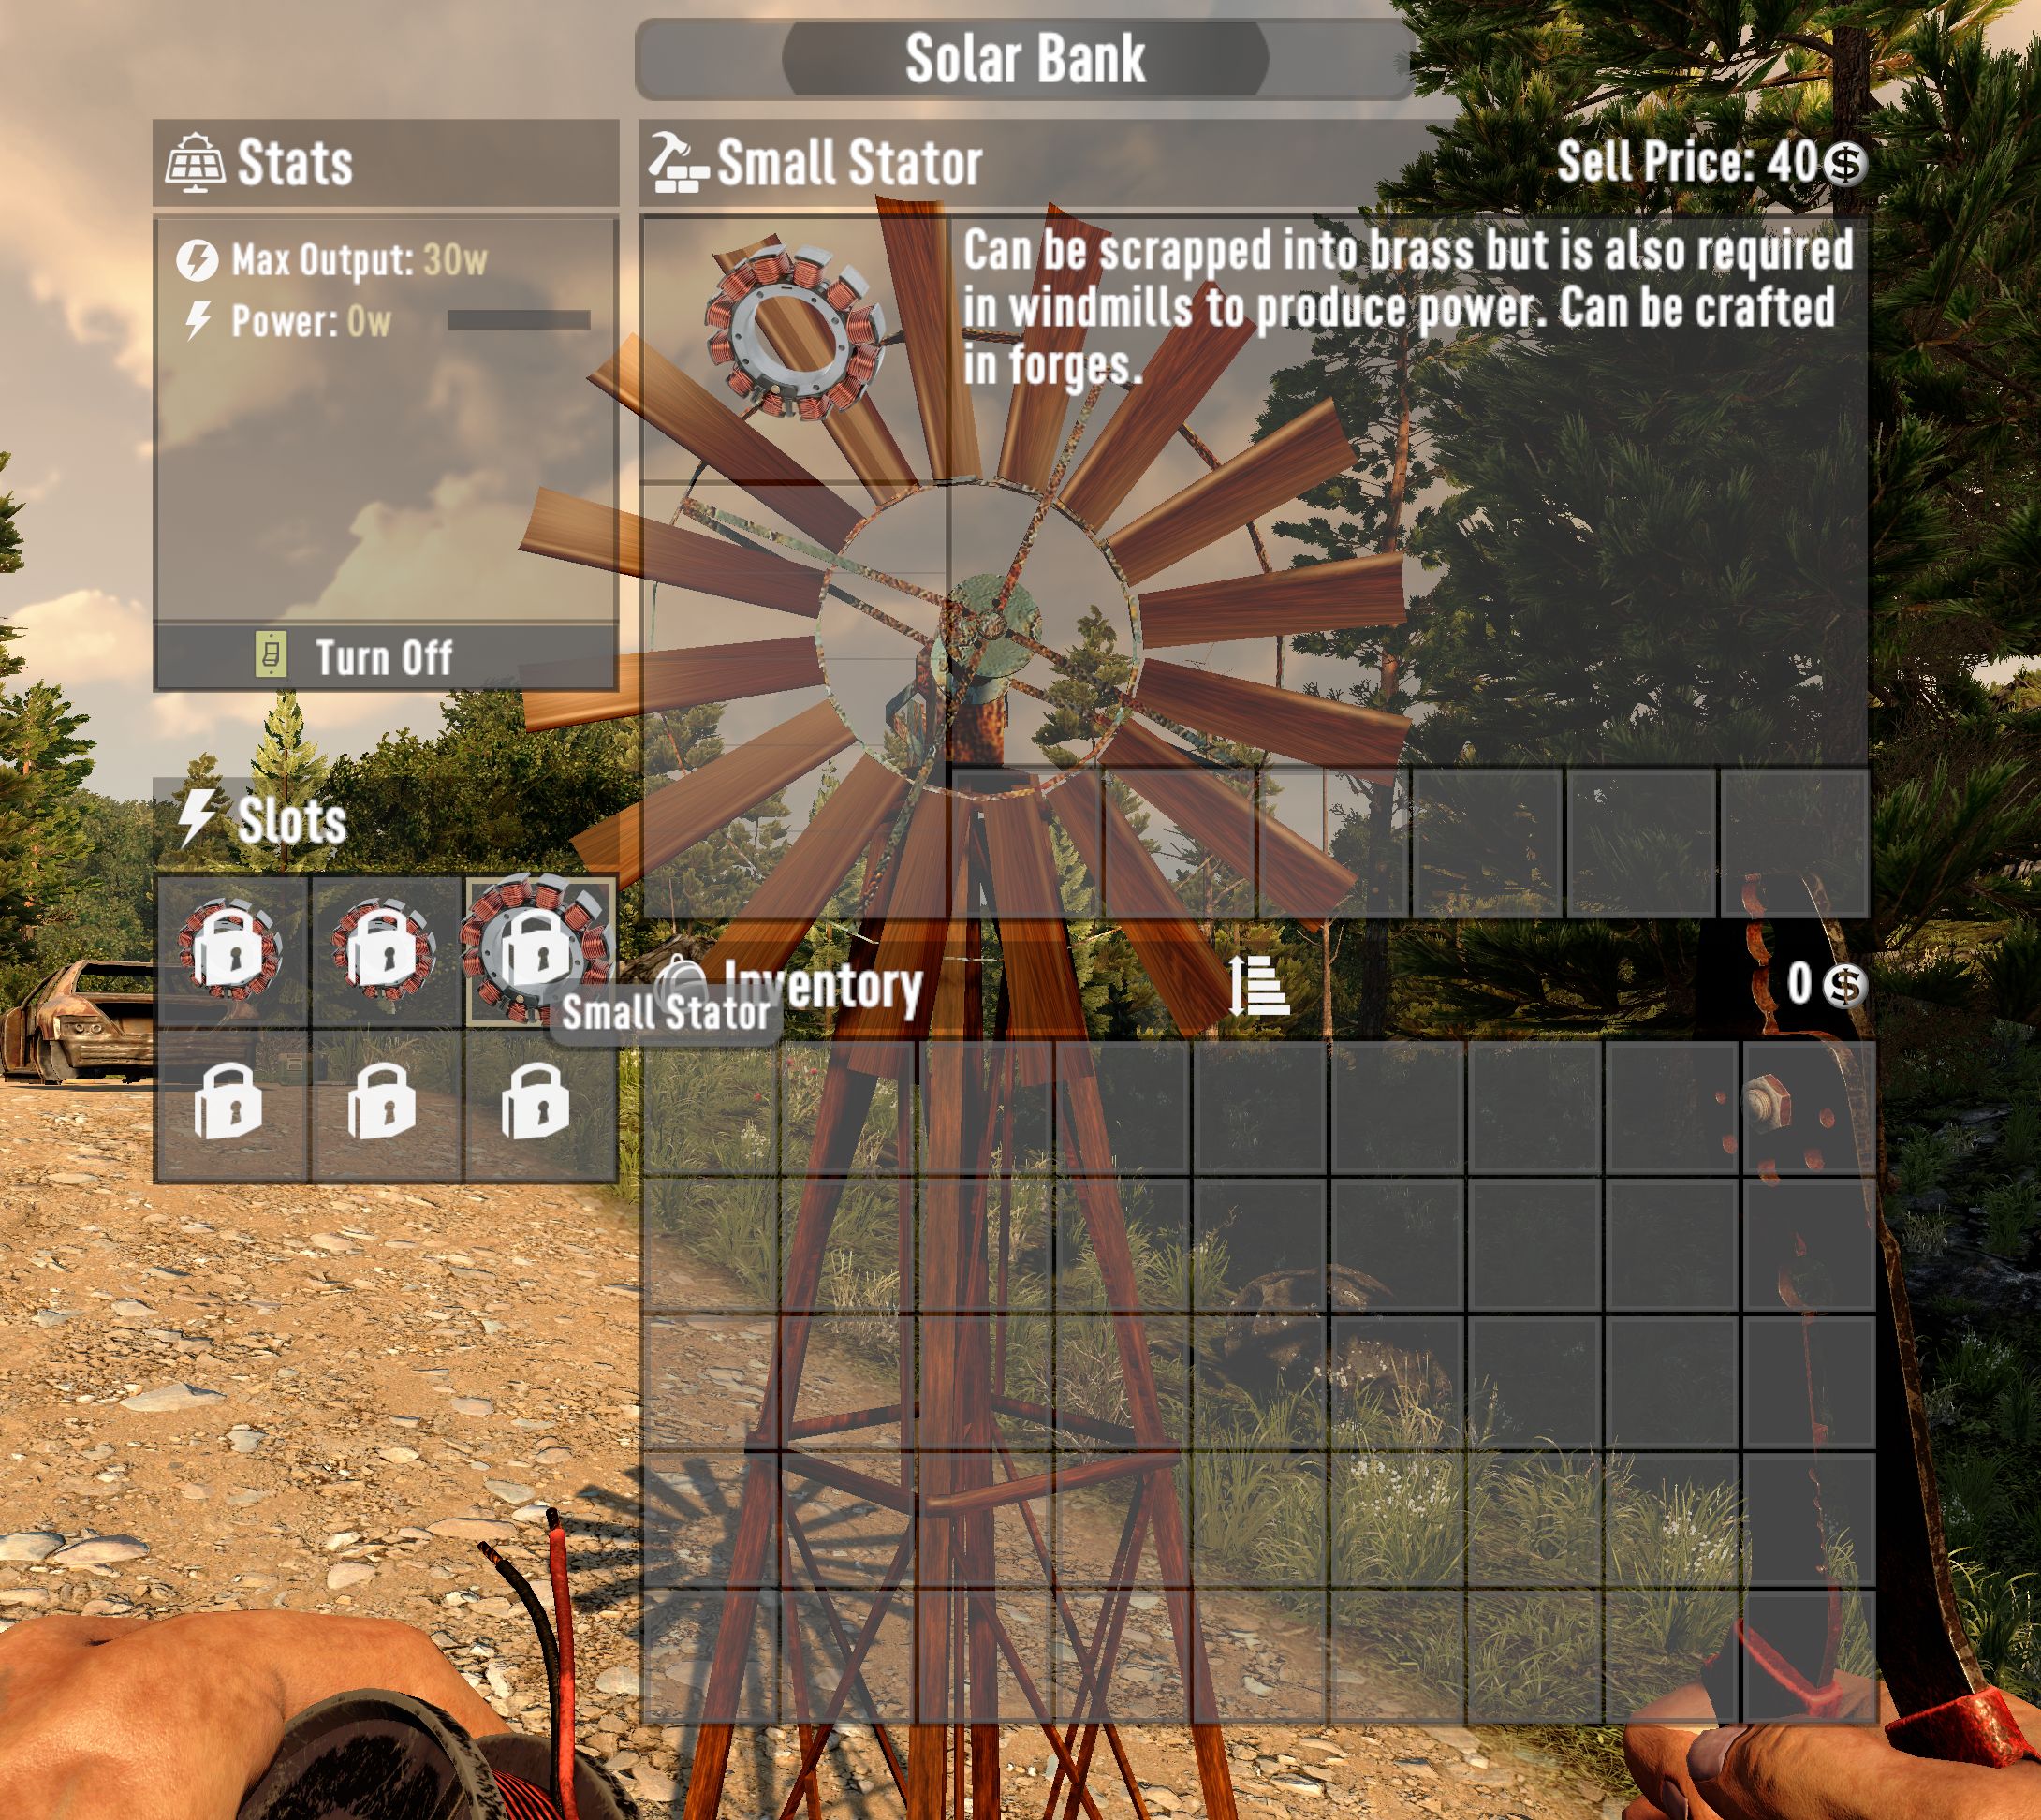 Solar Bank
Stats
Max Output: 30w
Power: 0w
Turn Off
Small Stator
Sell Price: 40
Can be scrapped into brass but is also required
in windmills to produce power. Can be crafted
in forges.
Slots
Small Stator
Inventory
0